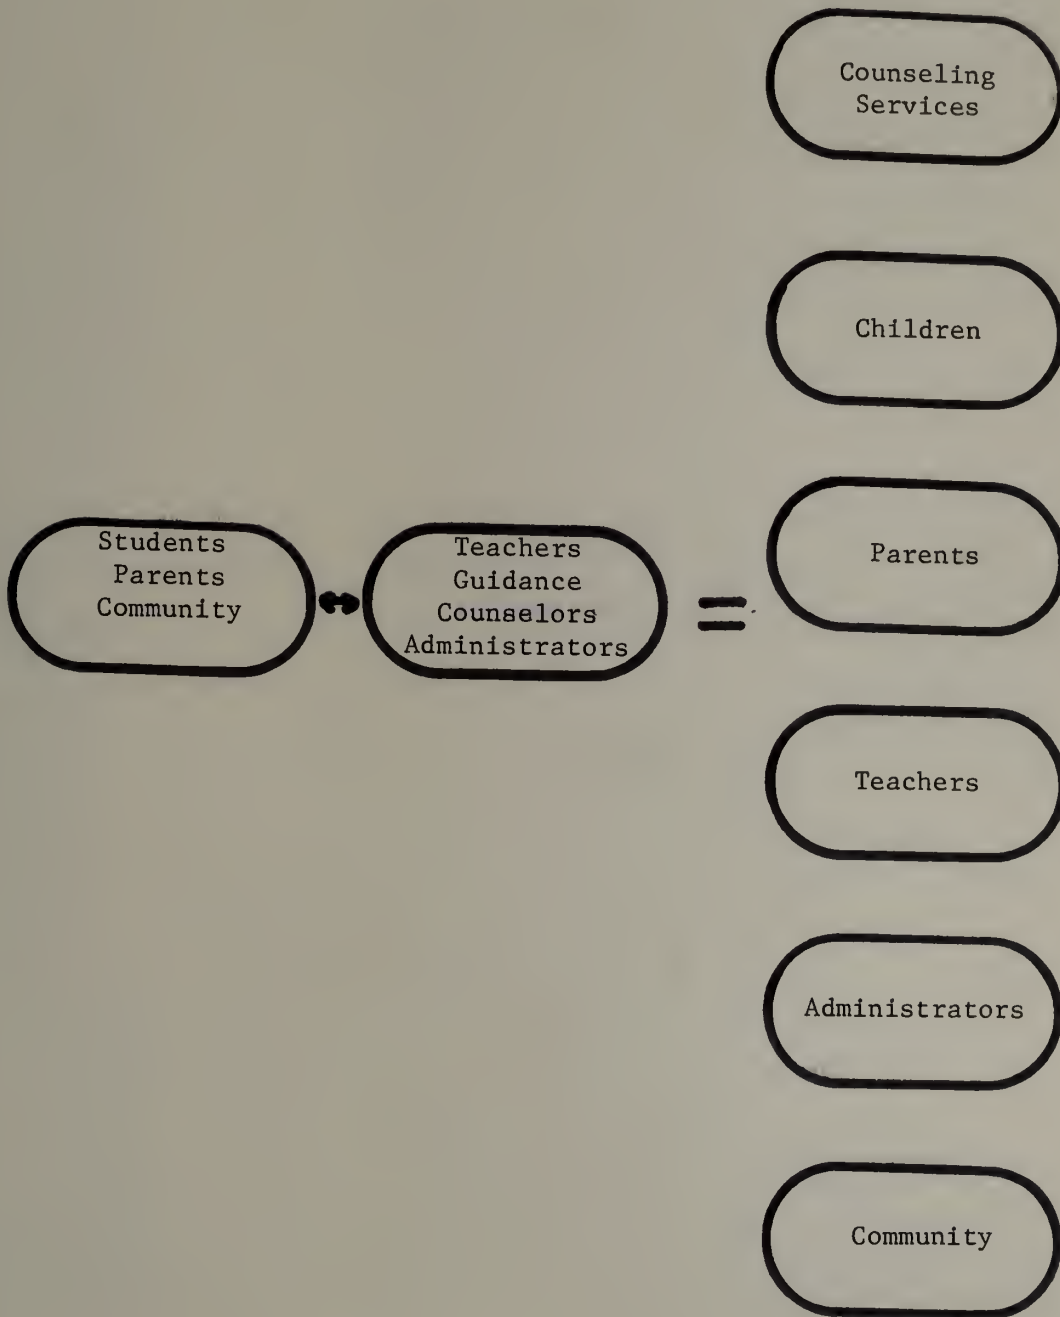 Counseling
Services
Children
Students
Parents
Community
Teachers
Guidance
Counselors
Administrators
=
Parents
Teachers
Administrators
Community